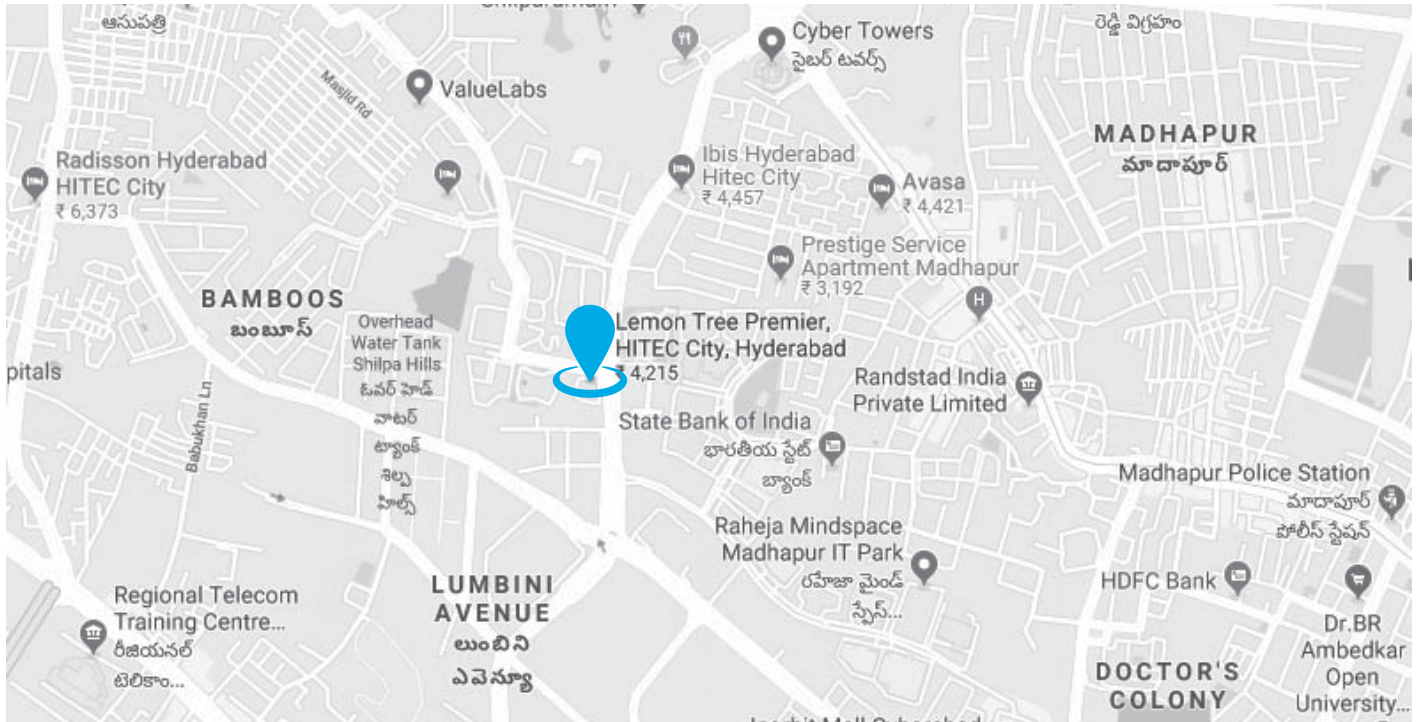 ఆసుపత్రి
Cyber Towers
సైబర్ టవర్స్
రెడ్డి విగ్రహం
Masjid Rd
ValueLabs
MADHAPUR
మాదాపూర్
Radisson Hyderabad
HITEC City
₹ 6,373
Ibis Hyderabad
Hitec City
₹ 4,457
Avasa
₹ 4,421
Prestige Service
Apartment Madhapur
₹ 3,192
H
BAMBOOS
బంబూస్
Overhead
Water Tank
Shilpa Hills
ఓవర్ హెడ్
వాటర్
ట్యాంక్
శిల్ప
హిల్స్
Lemon Tree Premier,
HITEC City, Hyderabad
₹ 4,215
pitals
Randstad India
Private Limited
Babukhan Ln
State Bank of India
భారతీయ స్టేట్
బ్యాంక్
Madhapur Police Station
మాదాపూర్
పోలీస్ స్టేషన్
Raheja Mindspace
Madhapur IT Park
రహేజా మైండ్
స్పేస్...
HDFC Bank
Regional Telecom
Training Centre...
రీజియనల్
టెలికాం...
LUMBINI
AVENUE
లుంబిని
ఎవెన్యూ
Dr.BR
Ambedkar
Open
University...
DOCTOR'S
COLONY